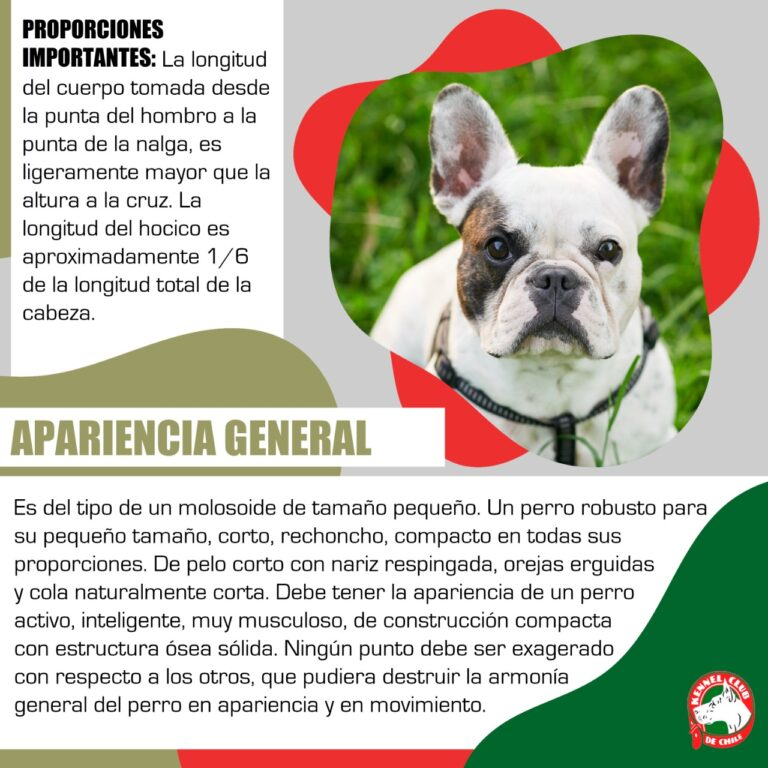 PROPORCIONES
IMPORTANTES: La longitud
del cuerpo tomada desde
la punta del hombro a la
punta de la nalga, es
ligeramente mayor que la
altura a la cruz. La
longitud del hocico es
aproximadamente 1/6
de la longitud total de la
cabeza.
APARIENCIA GENERAL
Es del tipo de un molosoide de tamaño pequeño. Un perro robusto para
su pequeño tamaño, corto, rechoncho, compacto en todas sus
proporciones. De pelo corto con nariz respingada, orejas erguidas
y cola naturalmente corta. Debe tener la apariencia de un perro
activo, inteligente, muy musculoso, de construcción compacta
con estructura ósea sólida. Ningún punto debe ser exagerado
con respecto a los otros, que pudiera destruir la armonía
general del perro en apariencia y en movimiento.
KENNEL CLUB
DE CHILE